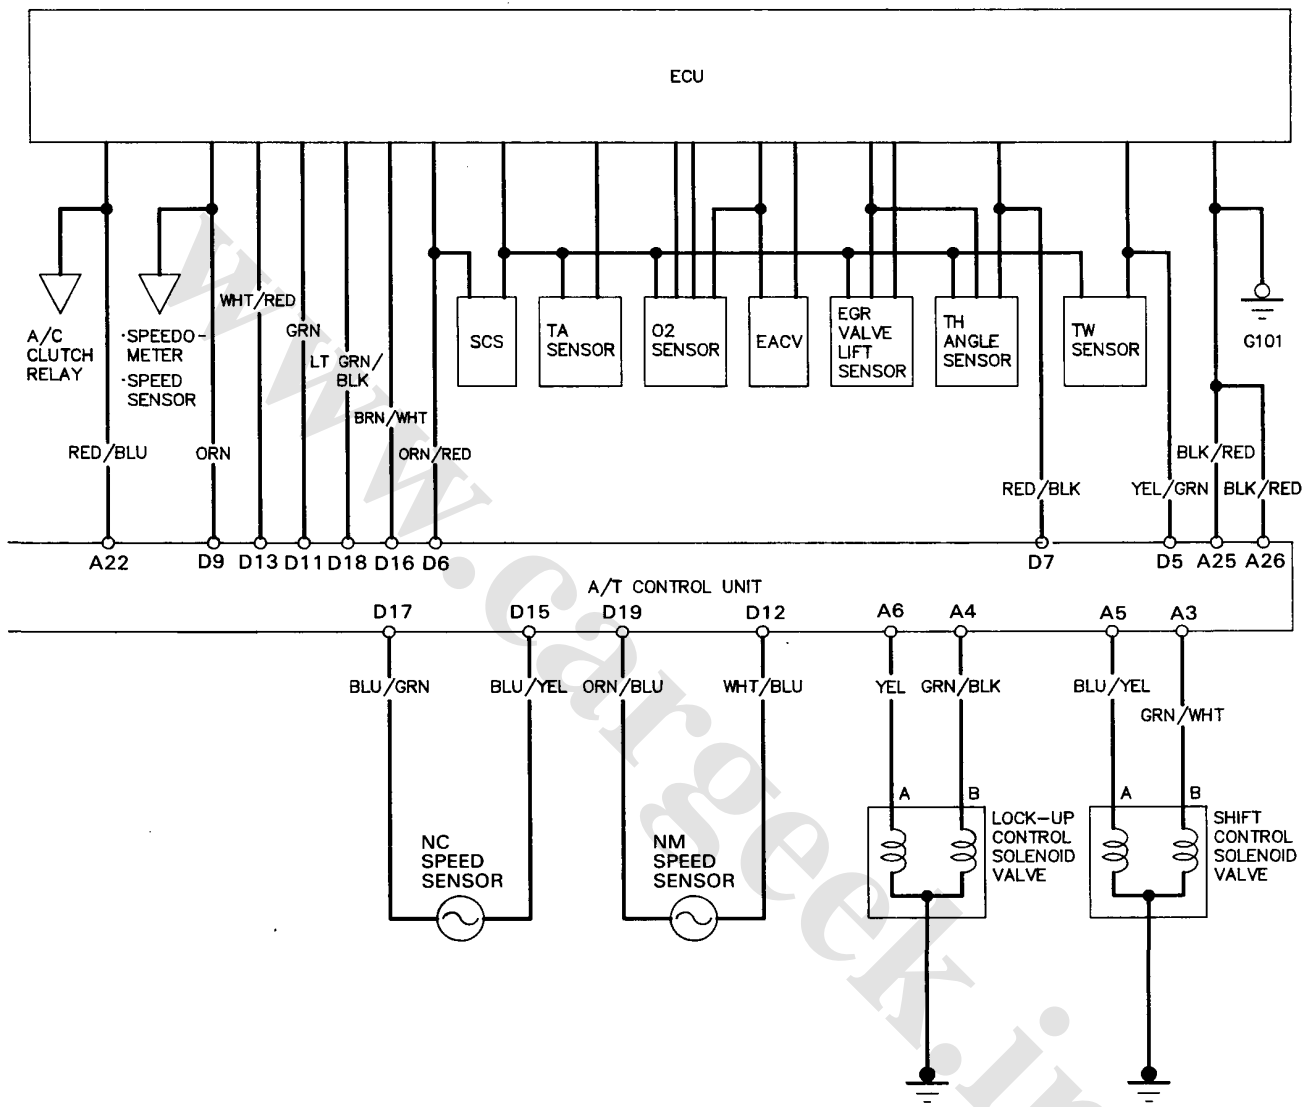 ECU
A/C
CLUTCH
RELAY
·SPEEDO-
METER
·SPEED
SENSOR
WHT/RED
GRN
LT GRN/
BLK
BRN/WHT
SCS
TA
SENSOR
O2
SENSOR
EACV
EGR
VALVE
LIFT
SENSOR
TH
ANGLE
SENSOR
TW
SENSOR
G101
RED/BLU
ORN
ORN/RED
RED/BLK
YEL/GRN
BLK/RED
BLK/RED
A22
D9
D13
D11
D18
D16
D6
D7
D5
A25
A26
A/T CONTROL UNIT
D17
D15
D19
D12
A6
A4
A5
A3
BLU/GRN
BLU/YEL
ORN/BLU
WHT/BLU
YEL
GRN/BLK
BLU/YEL
GRN/WHT
A
B
A
B
NC
SPEED
SENSOR
NM
SPEED
SENSOR
LOCK-UP
CONTROL
SOLENOID
VALVE
SHIFT
CONTROL
SOLENOID
VALVE
www.cargeek.ir